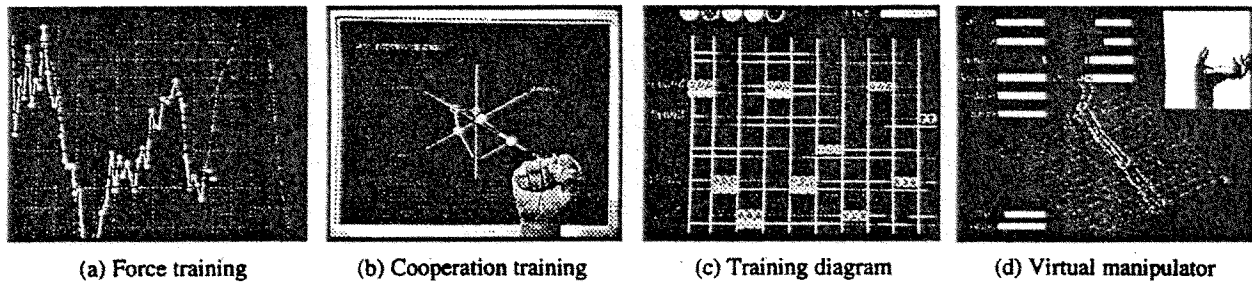 (a) Force training
(b) Cooperation training
(c) Training diagram
(d) Virtual manipulator